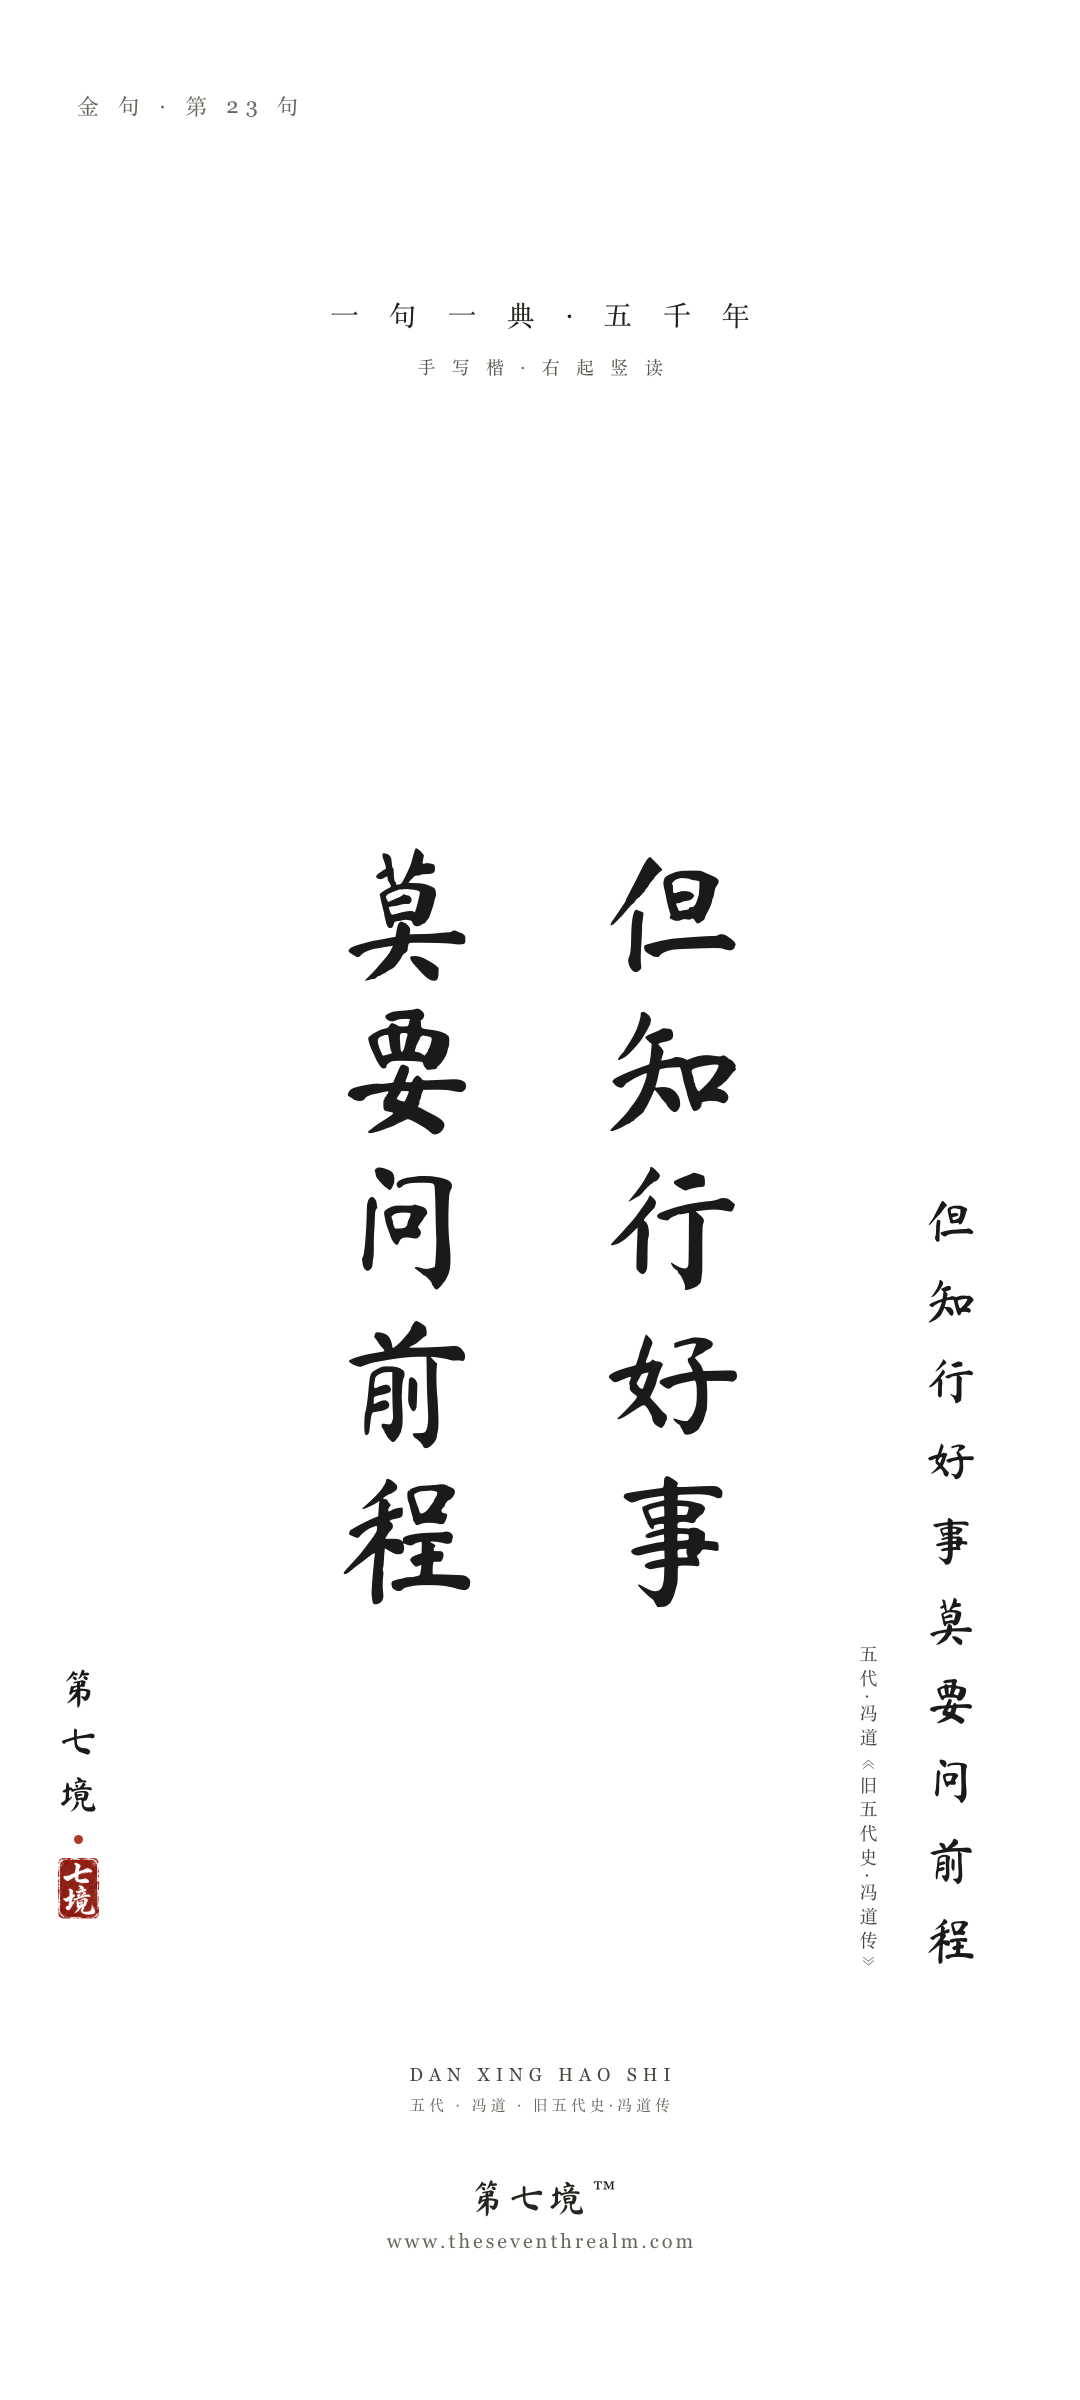 金句·第23句
一句一典·五千年
手写楷·右起竖读
但知行好事
莫要问前程
但知行好事莫要问前程
五代·冯道《旧五代史·冯道传》
第七境
七境
DAN XING HAO SHI
五代 · 冯道 · 旧五代史·冯道传
第七境™
www.theseventhrealm.com